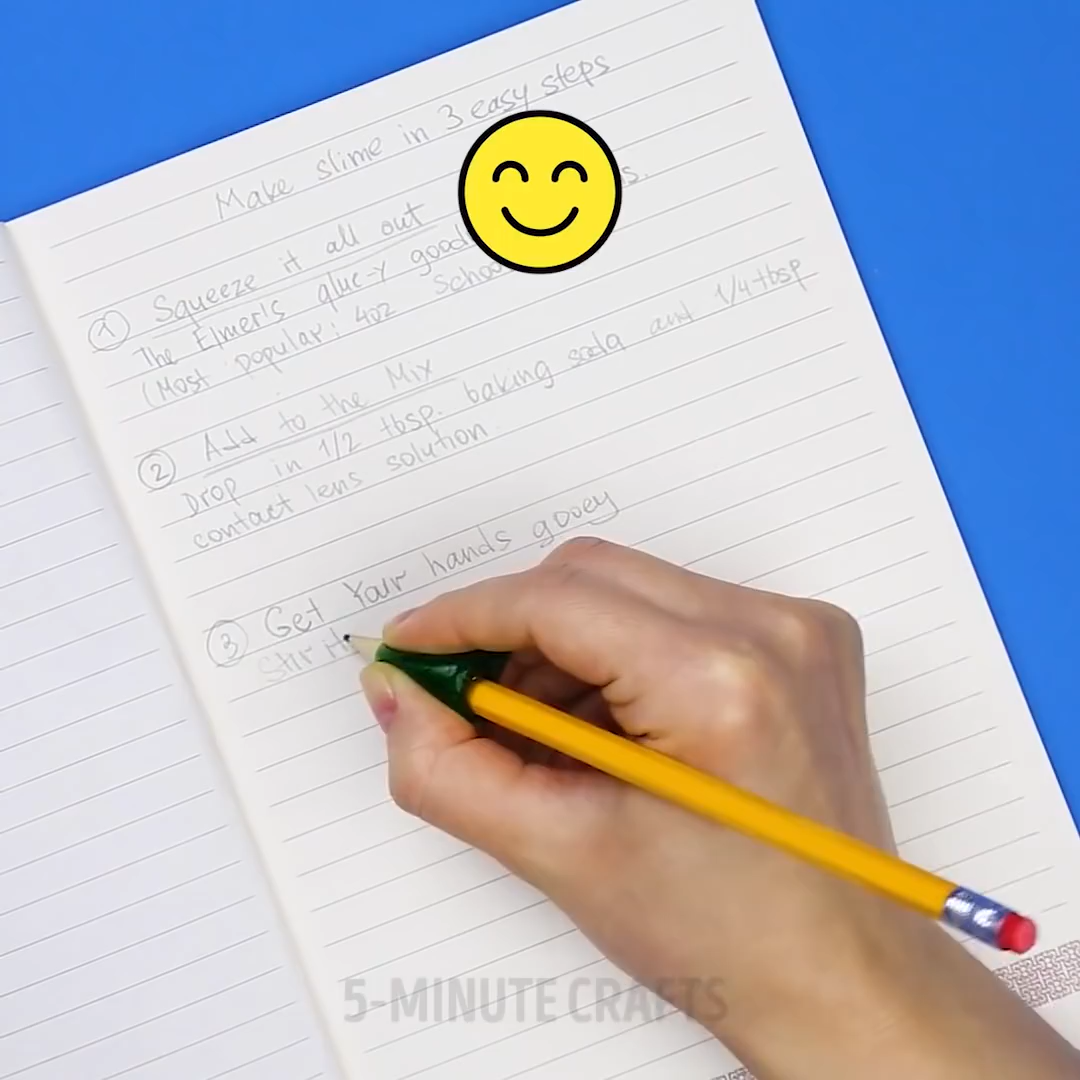 Make slime in 3 easy steps
① Squeeze it all out
The Elmer's glue-y s.
(Most popular: 4oz
② Add to the Mix
Drop in 1/2 tbsp. baking soda and 1/4 tbsp
contact lens solution
③ Get Your hands gooey
Stir it
5-MINUTE CRAFTS